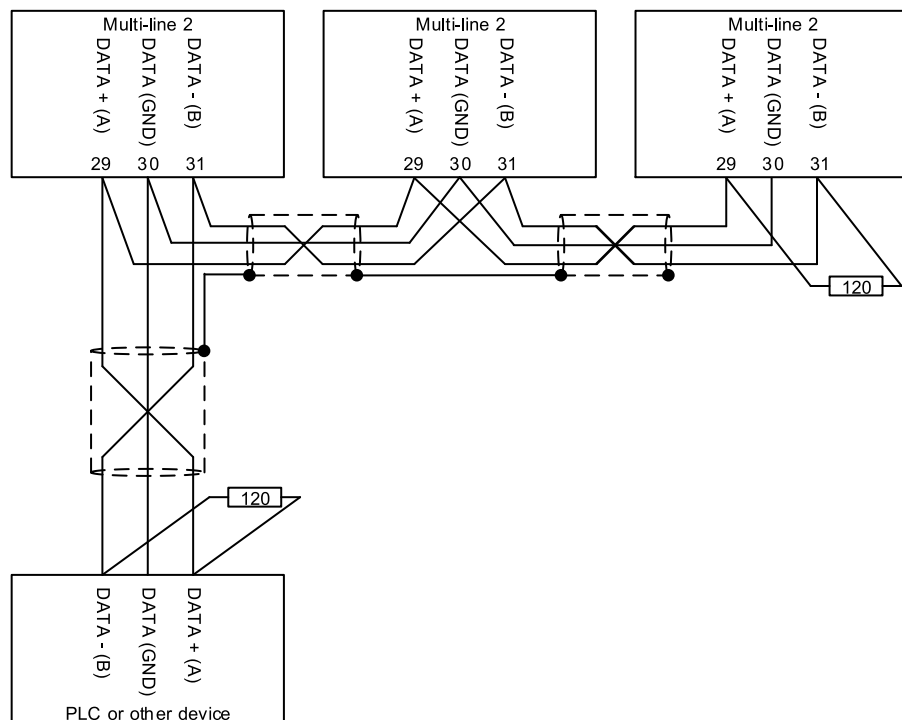 Multi-line 2
DATA + (A)
DATA (GND)
DATA - (B)
29 30 31
Multi-line 2
DATA + (A)
DATA (GND)
DATA - (B)
29 30 31
Multi-line 2
DATA + (A)
DATA (GND)
DATA - (B)
29 30 31
120
120
DATA - (B)
DATA (GND)
DATA + (A)
PLC or other device